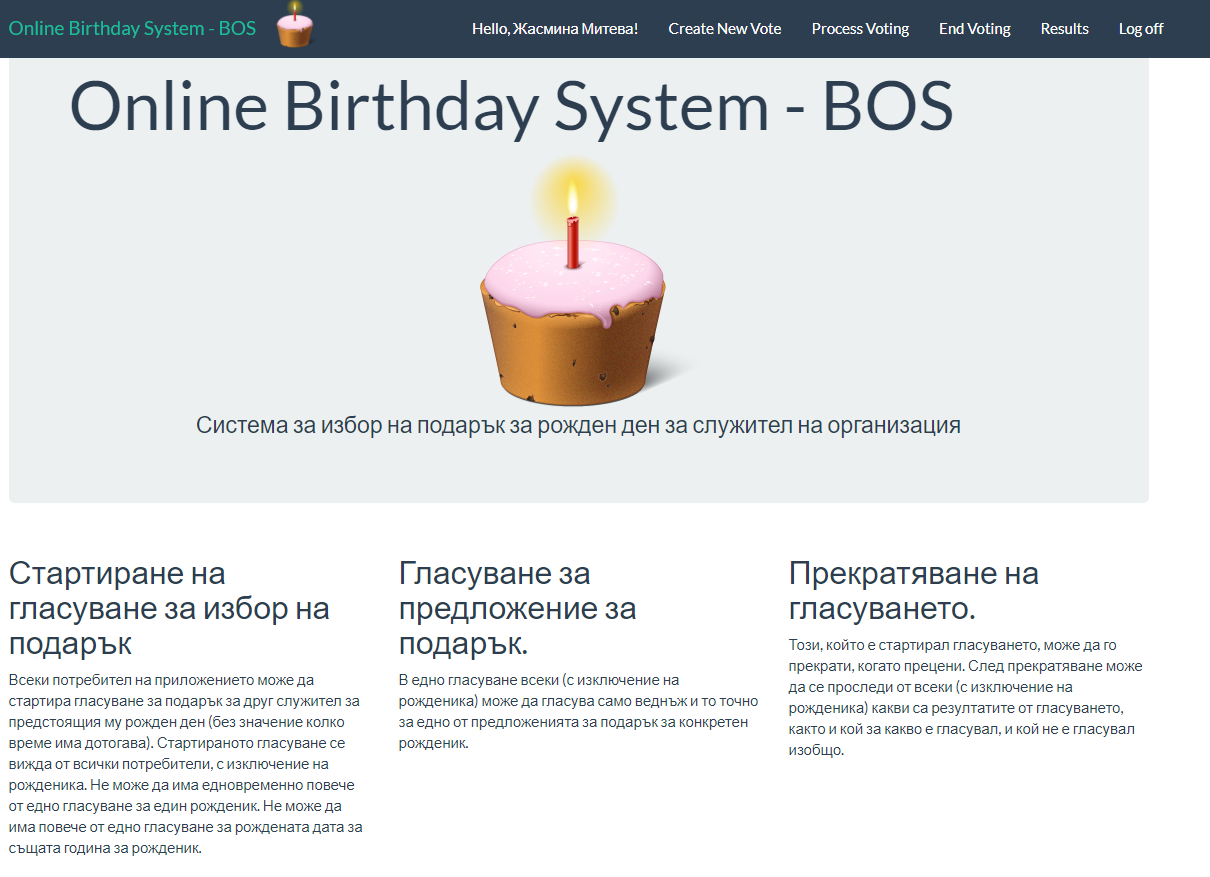 Online Birthday System - BOS
Hello, Жасмина Митева!
Create New Vote
Process Voting
End Voting
Results
Log off
Online Birthday System - BOS
Система за избор на подарък за рожден ден за служител на организация
Стартиране на
гласуване за избор на
подарък
Всеки потребител на приложението може да
стартира гласуване за подарък за друг служител за
предстоящия му рожден ден (без значение колко
време има дотогава). Стартираното гласуване се
вижда от всички потребители, с изключение на
рожденика. Не може да има едновременно повече
от едно гласуване за един рожденик. Не може да
има повече от едно гласуване за рождената дата за
същата година за рожденик.
Гласуване за
предложение за
подарък.
В едно гласуване всеки (с изключение на
рожденика) може да гласува само веднъж и то точно
за едно от предложенията за подарък за конкретен
рожденик.
Прекратяване на
гласуването.
Този, който е стартирал гласуването, може да го
прекрати, когато прецени. След прекратяване може
да се проследи от всеки (с изключение на
рожденика) какви са резултатите от гласуването,
както и кой за какво е гласувал, и кой не е гласувал
изобщо.